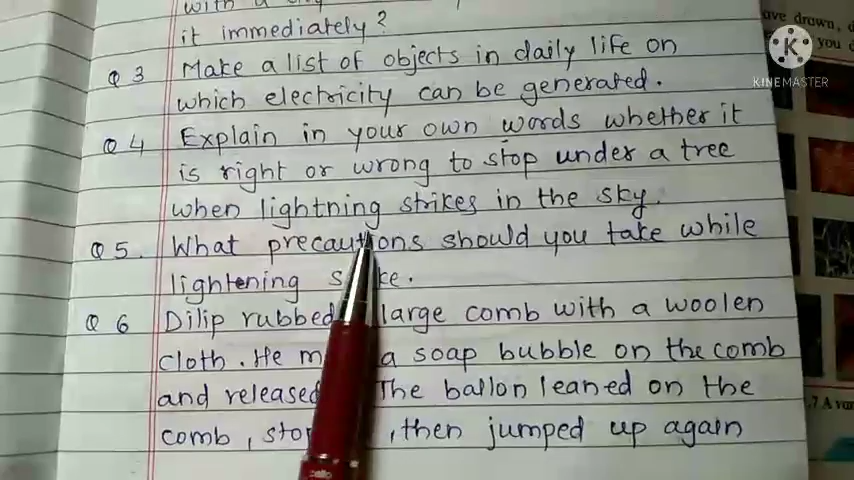 it immediately?
Q 3 Make a list of objects in daily life on
which electricity can be generated.
Q 4 Explain in your own words whether it
is right or wrong to stop under a tree
when lightning strikes in the sky.
Q 5. What precautions should you take while
lightening ke.
Q 6 Dilip rubbed large comb with a woolen
cloth. He a soap bubble on the comb
and released The ballon leaned on the
comb, , then jumped up again
KINEMASTER